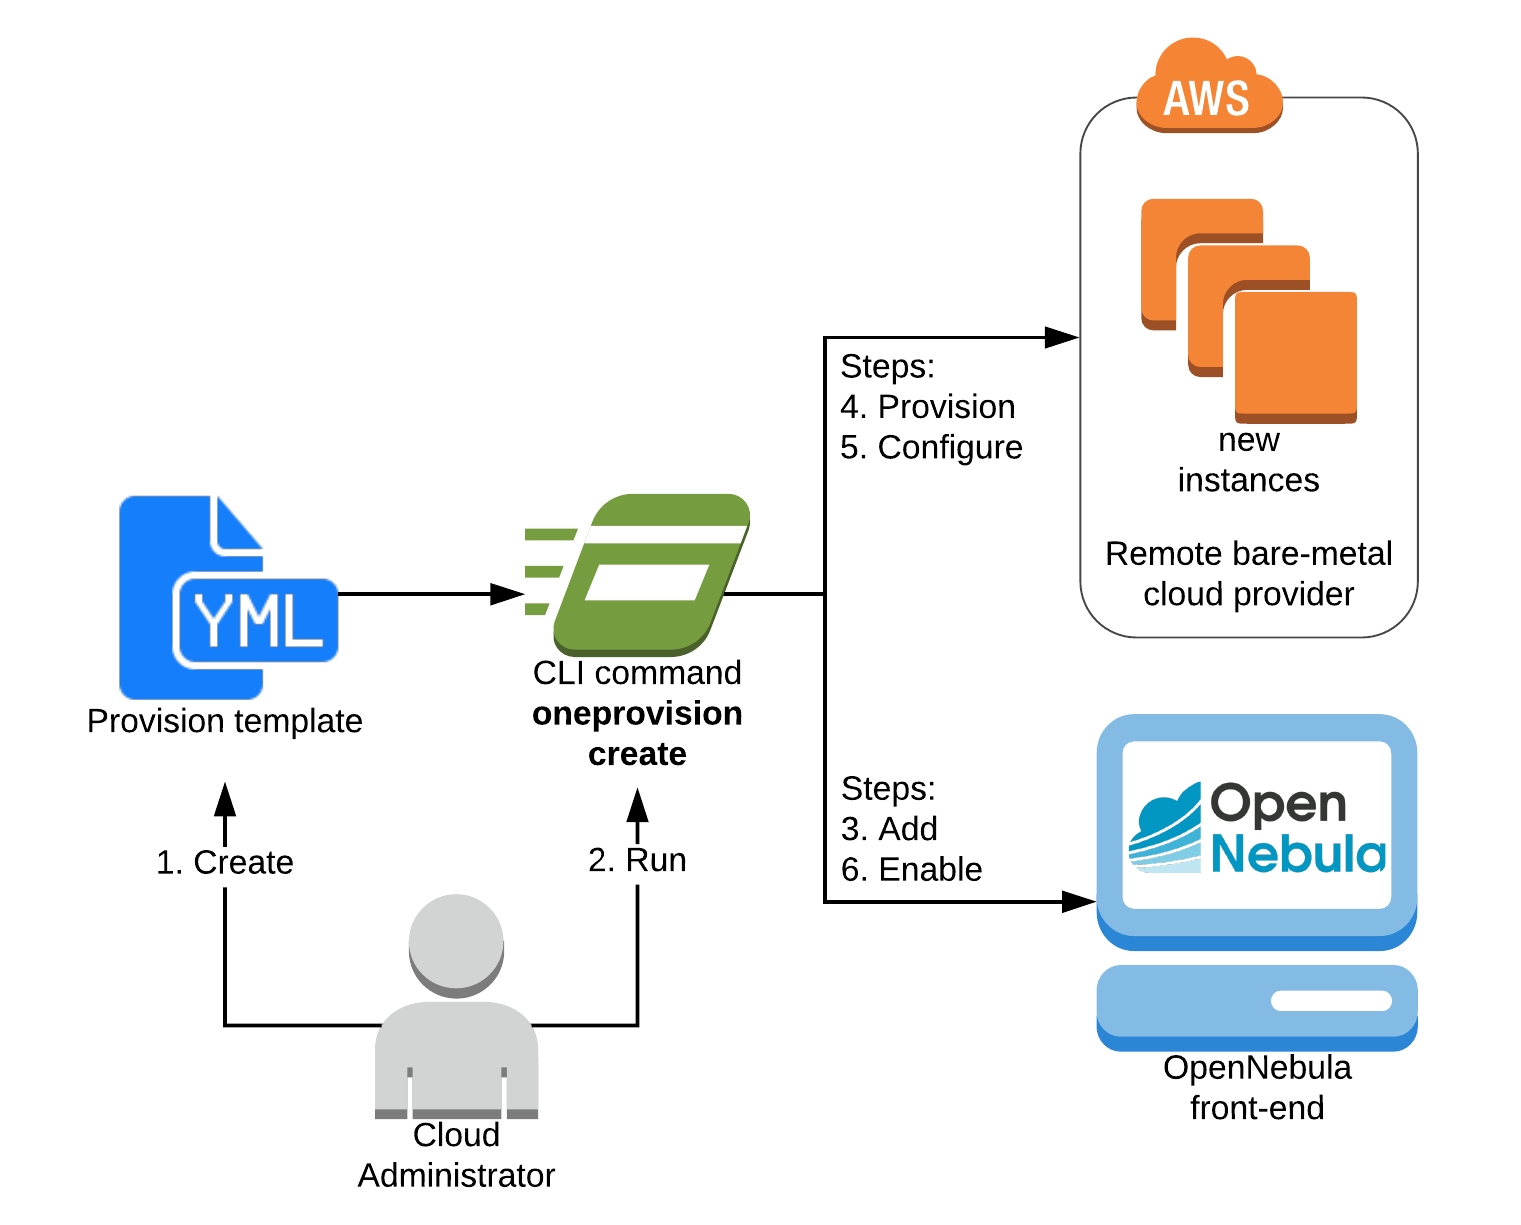 AWS
new
instances
Remote bare-metal
cloud provider
Steps:
4. Provision
5. Configure
YML
Provision template
CLI command
oneprovision
create
1. Create
2. Run
Cloud
Administrator
Steps:
3. Add
6. Enable
Open
Nebula
OpenNebula
front-end